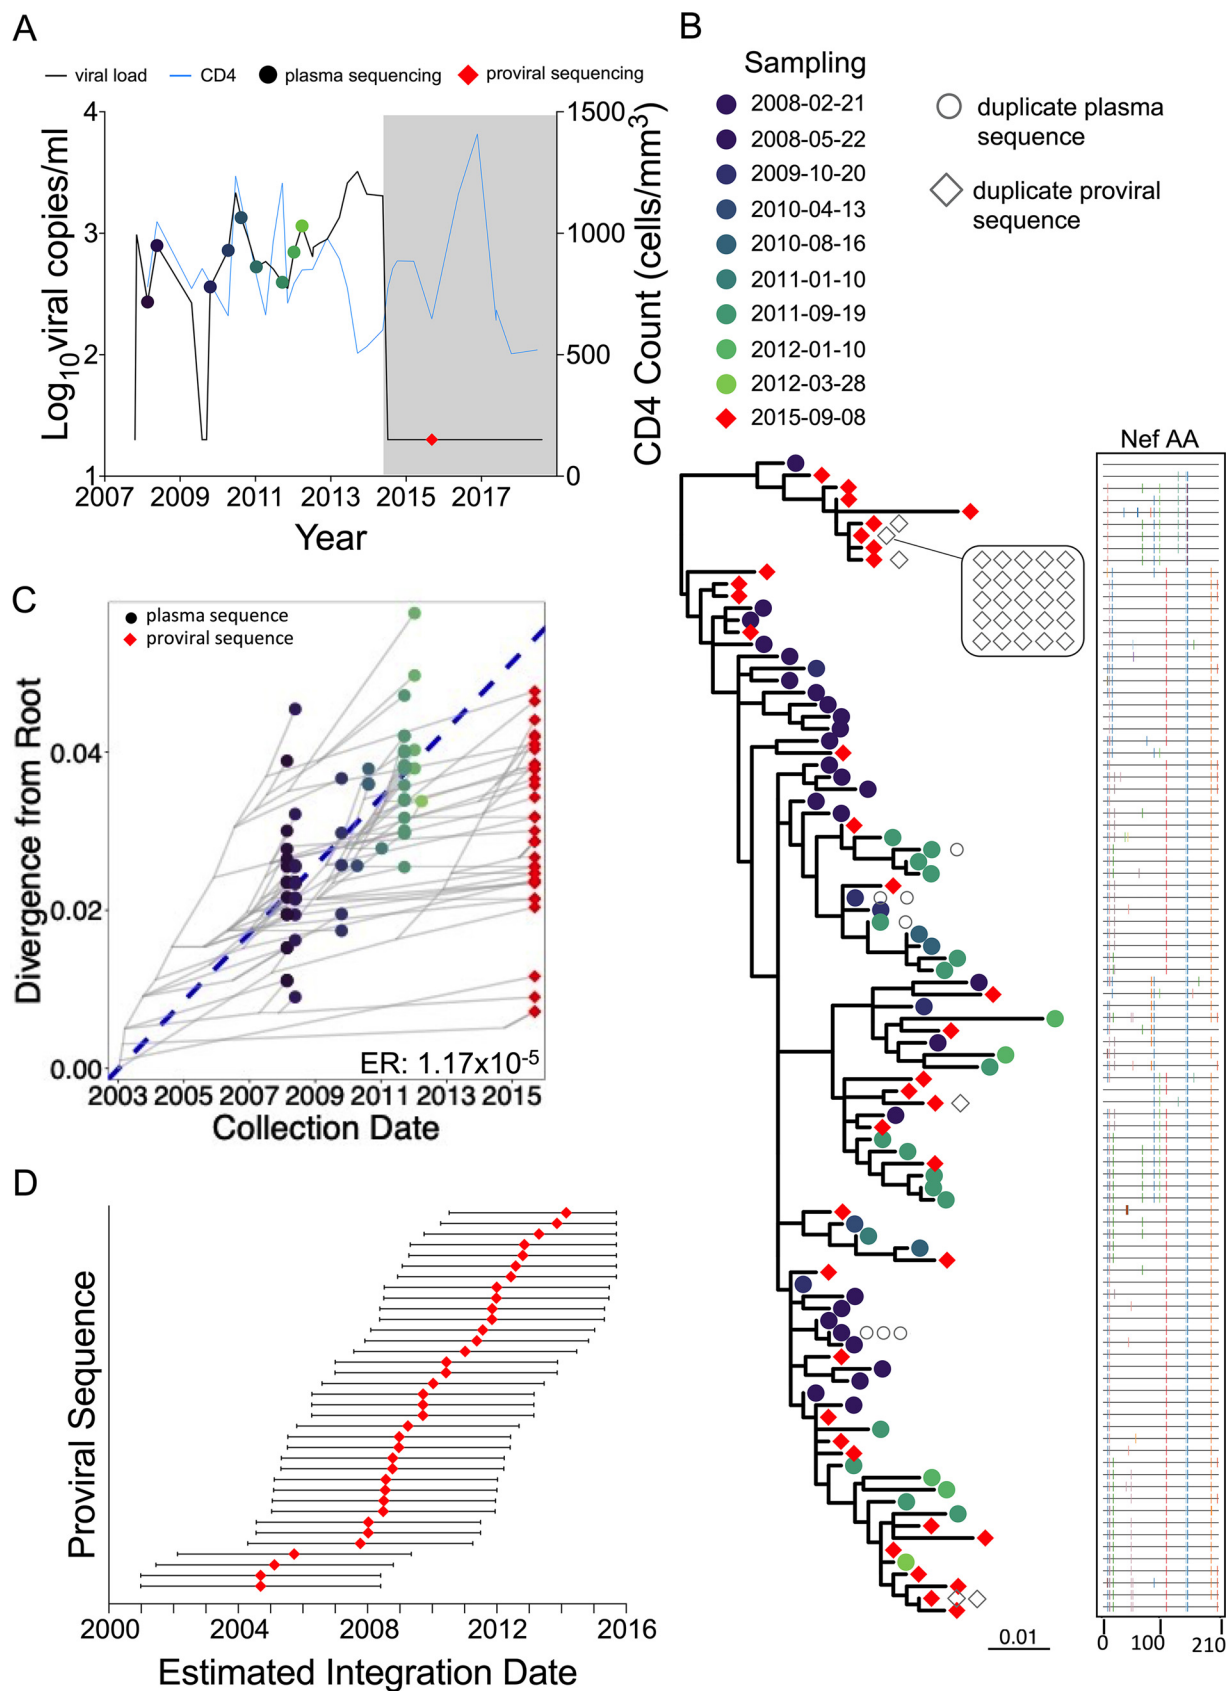 A
viral load
CD4
plasma sequencing
proviral sequencing
4
3
2
1
1500
1000
500
0
Log10 viral copies/ml
CD4 Count (cells/mm3)
2007 2009 2011 2013 2015 2017
Year
B
Sampling
2008-02-21
2008-05-22
2009-10-20
2010-04-13
2010-08-16
2011-01-10
2011-09-19
2012-01-10
2012-03-28
2015-09-08
duplicate plasma
sequence
duplicate proviral
sequence
Nef AA
0 100 210
0.01
C
plasma sequence
proviral sequence
Divergence from Root
0.04
0.02
0.00
ER: 1.17x10-5
2003 2005 2007 2009 2011 2013 2015
Collection Date
D
Proviral Sequence
2000 2004 2008 2012 2016
Estimated Integration Date